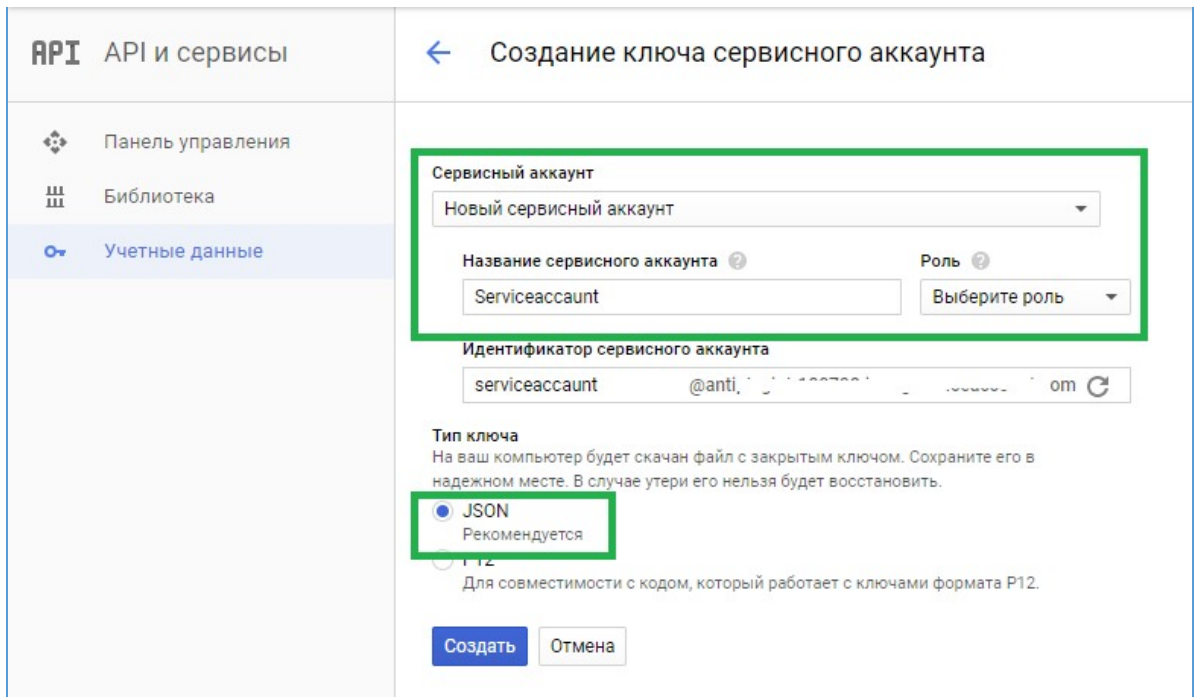 API API и сервисы
Создание ключа сервисного аккаунта
Панель управления
Библиотека
Учетные данные
Сервисный аккаунт
Новый сервисный аккаунт
Название сервисного аккаунта Роль
Serviceaccaunt Выберите роль
Идентификатор сервисного аккаунта
serviceaccaunt
Тип ключа
На ваш компьютер будет скачан файл с закрытым ключом. Сохраните его в
надежном месте. В случае утери его нельзя будет восстановить.
JSON
Рекомендуется
P12
Для совместимости с кодом, который работает с ключами формата P12.
Создать Отмена